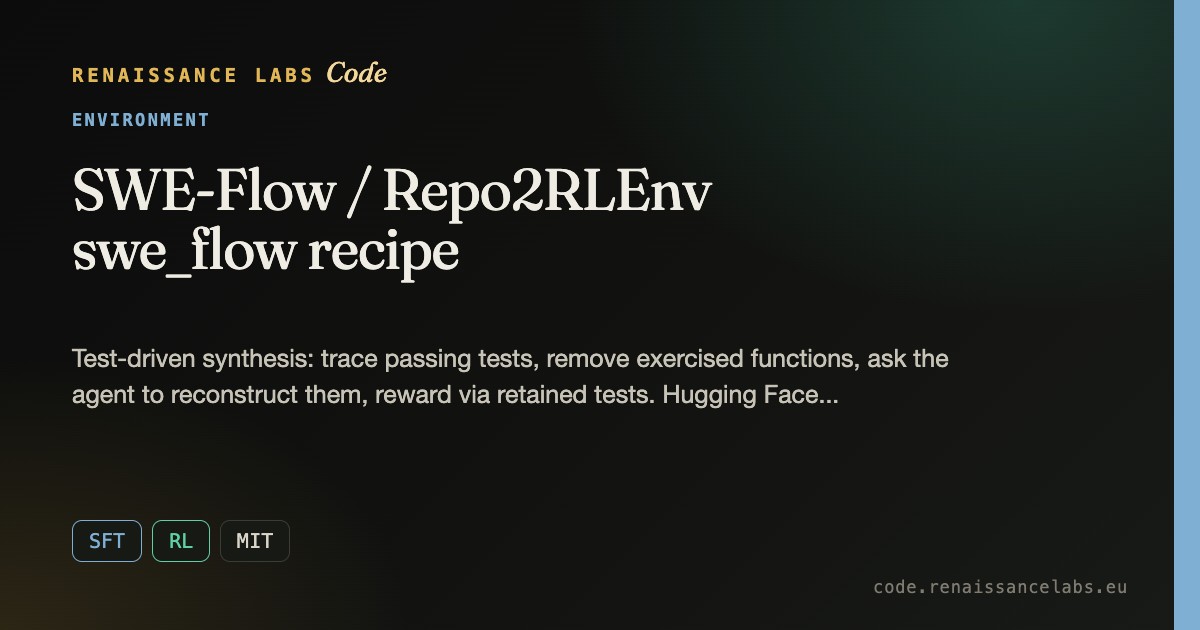 RENAISSANCE LABS Code
ENVIRONMENT
SWE-Flow / Repo2RLEnv
swe_flow recipe
Test-driven synthesis: trace passing tests, remove exercised functions, ask the
agent to reconstruct them, reward via retained tests. Hugging Face...
SFT RL MIT
code.renaissancelabs.eu